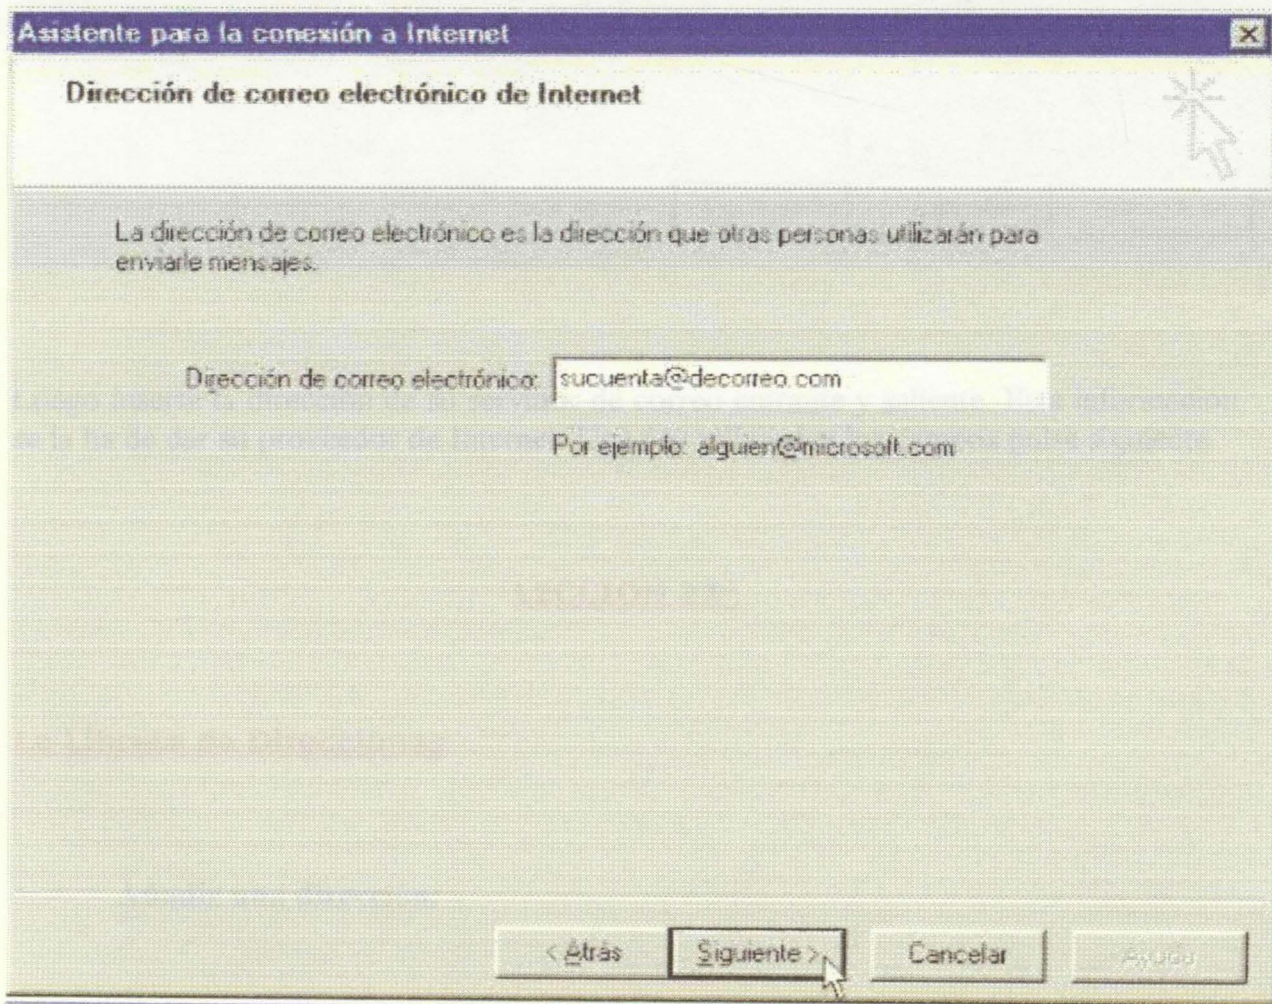 Asistente para la conexión a Internet
Dirección de correo electrónico de Internet
La dirección de correo electrónico es la dirección que otras personas utilizarán para
enviarle mensajes.
Dirección de correo electrónico: sucuenta@decorreo.com
Por ejemplo: alguien@microsoft.com
< Atrás Siguiente > Cancelar Ayuda